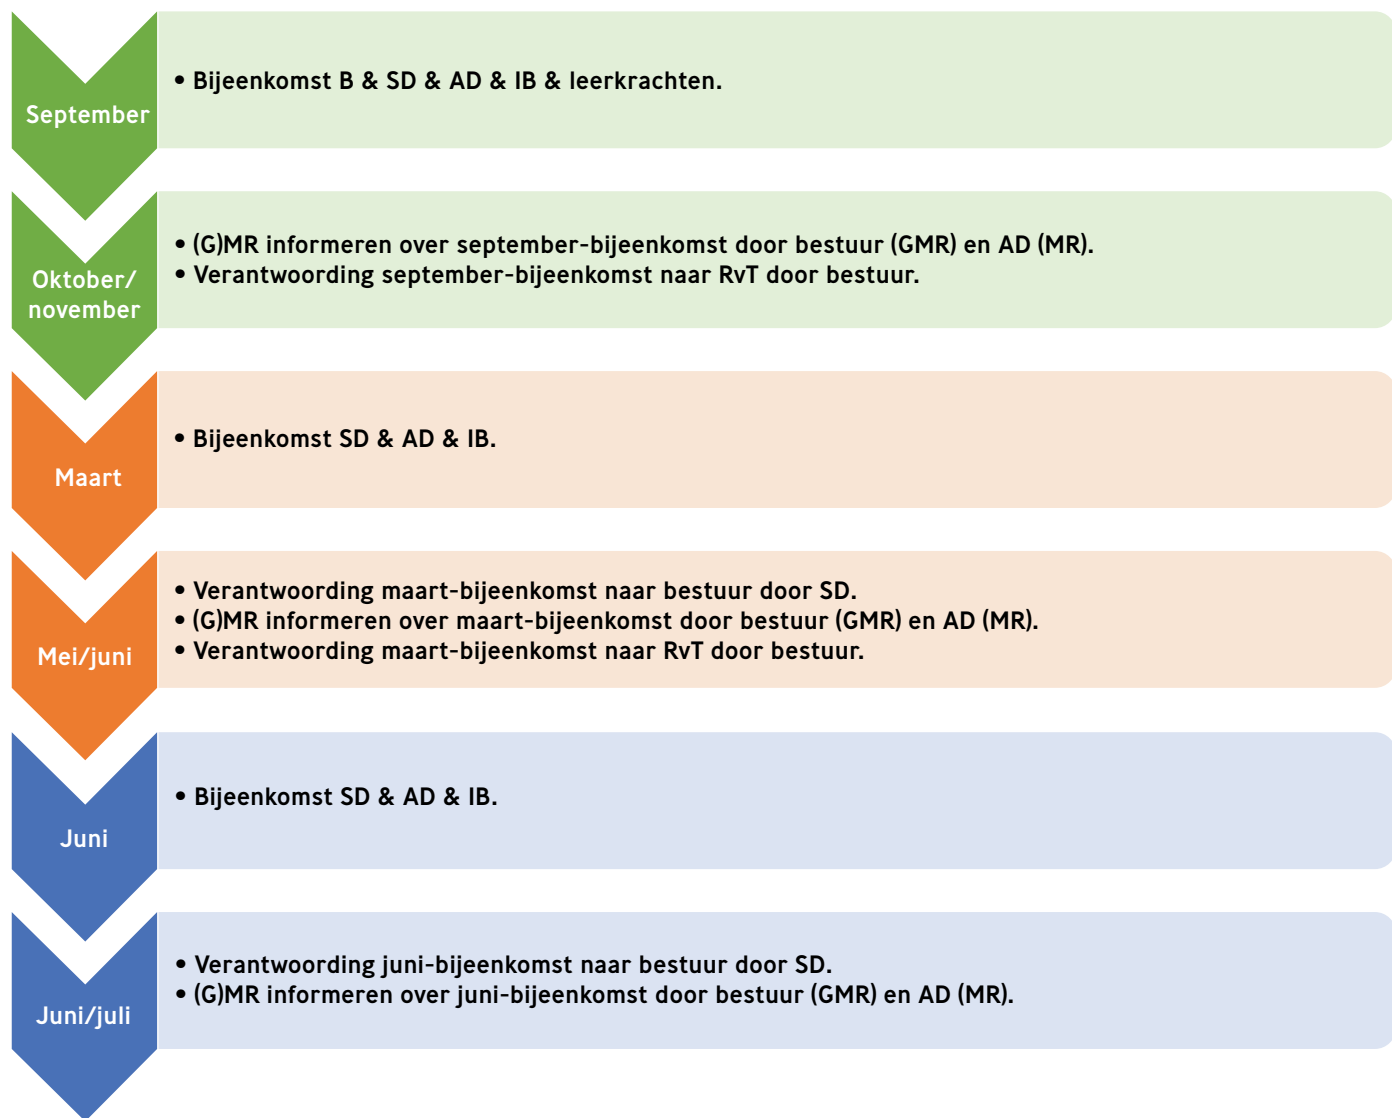 September
• Bijeenkomst B & SD & AD & IB & leerkrachten.
Oktober/
november
• (G)MR informeren over september-bijeenkomst door bestuur (GMR) en AD (MR).
• Verantwoording september-bijeenkomst naar RvT door bestuur.
Maart
• Bijeenkomst SD & AD & IB.
Mei/juni
• Verantwoording maart-bijeenkomst naar bestuur door SD.
• (G)MR informeren over maart-bijeenkomst door bestuur (GMR) en AD (MR).
• Verantwoording maart-bijeenkomst naar RvT door bestuur.
Juni
• Bijeenkomst SD & AD & IB.
Juni/juli
• Verantwoording juni-bijeenkomst naar bestuur door SD.
• (G)MR informeren over juni-bijeenkomst door bestuur (GMR) en AD (MR).